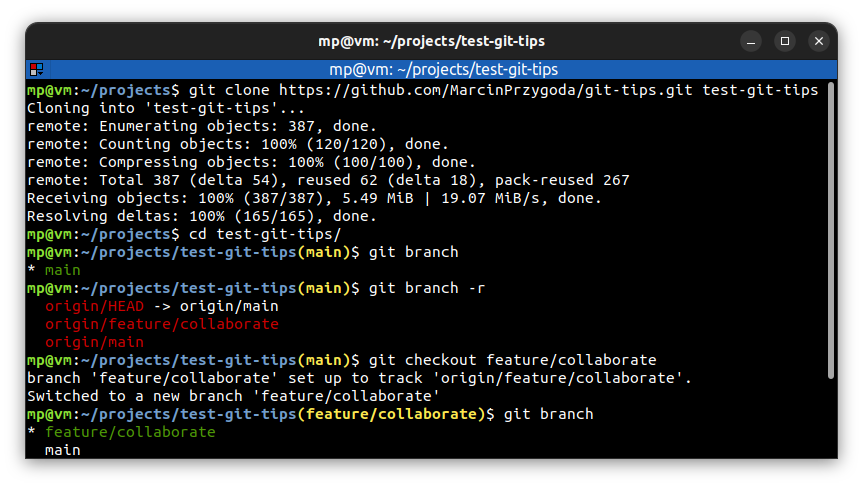 mp@vm: ~/projects/test-git-tips
mp@vm: ~/projects/test-git-tips
mp@vm:~/projects$ git clone https://github.com/MarcinPrzygoda/git-tips.git test-git-tips
Cloning into 'test-git-tips'...
remote: Enumerating objects: 387, done.
remote: Counting objects: 100% (120/120), done.
remote: Compressing objects: 100% (100/100), done.
remote: Total 387 (delta 54), reused 62 (delta 18), pack-reused 267
Receiving objects: 100% (387/387), 5.49 MiB | 19.07 MiB/s, done.
Resolving deltas: 100% (165/165), done.
mp@vm:~/projects$ cd test-git-tips/
mp@vm:~/projects/test-git-tips(main)$ git branch
* main
mp@vm:~/projects/test-git-tips(main)$ git branch -r
  origin/HEAD -> origin/main
  origin/feature/collaborate
  origin/main
mp@vm:~/projects/test-git-tips(main)$ git checkout feature/collaborate
branch 'feature/collaborate' set up to track 'origin/feature/collaborate'.
Switched to a new branch 'feature/collaborate'
mp@vm:~/projects/test-git-tips(feature/collaborate)$ git branch
* feature/collaborate
  main